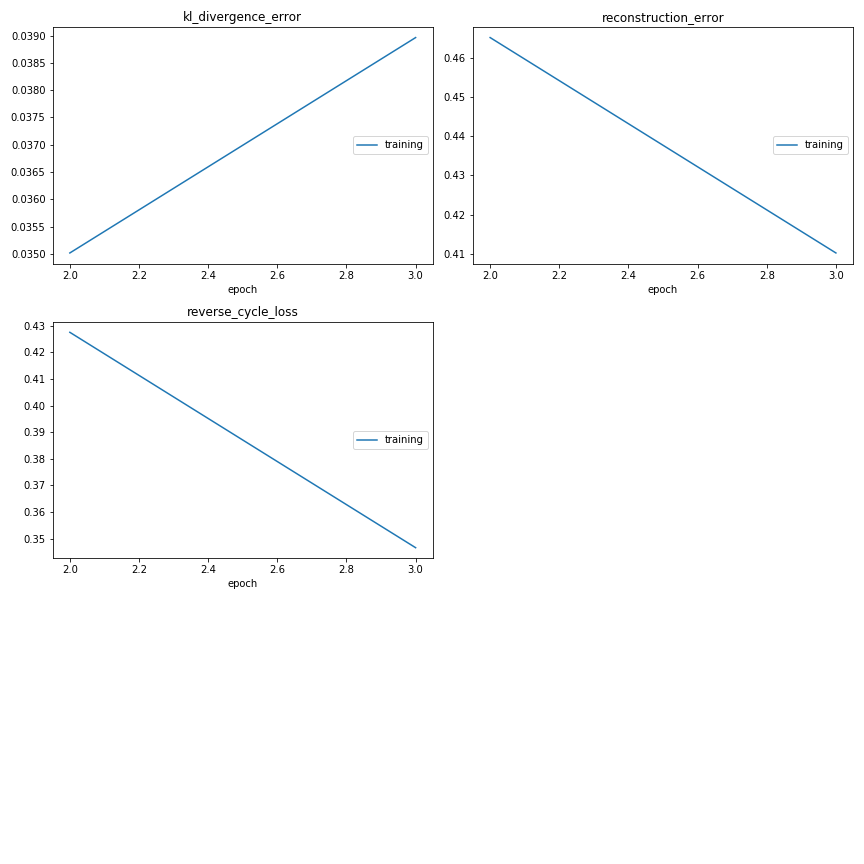 kl_divergence_error
0.0390
0.0385
0.0380
0.0375
0.0370
0.0365
0.0360
0.0355
0.0350
training
2.0 2.2 2.4 2.6 2.8 3.0
epoch
reconstruction_error
0.46
0.45
0.44
0.43
0.42
0.41
training
2.0 2.2 2.4 2.6 2.8 3.0
epoch
reverse_cycle_loss
0.43
0.42
0.41
0.40
0.39
0.38
0.37
0.36
0.35
training
2.0 2.2 2.4 2.6 2.8 3.0
epoch